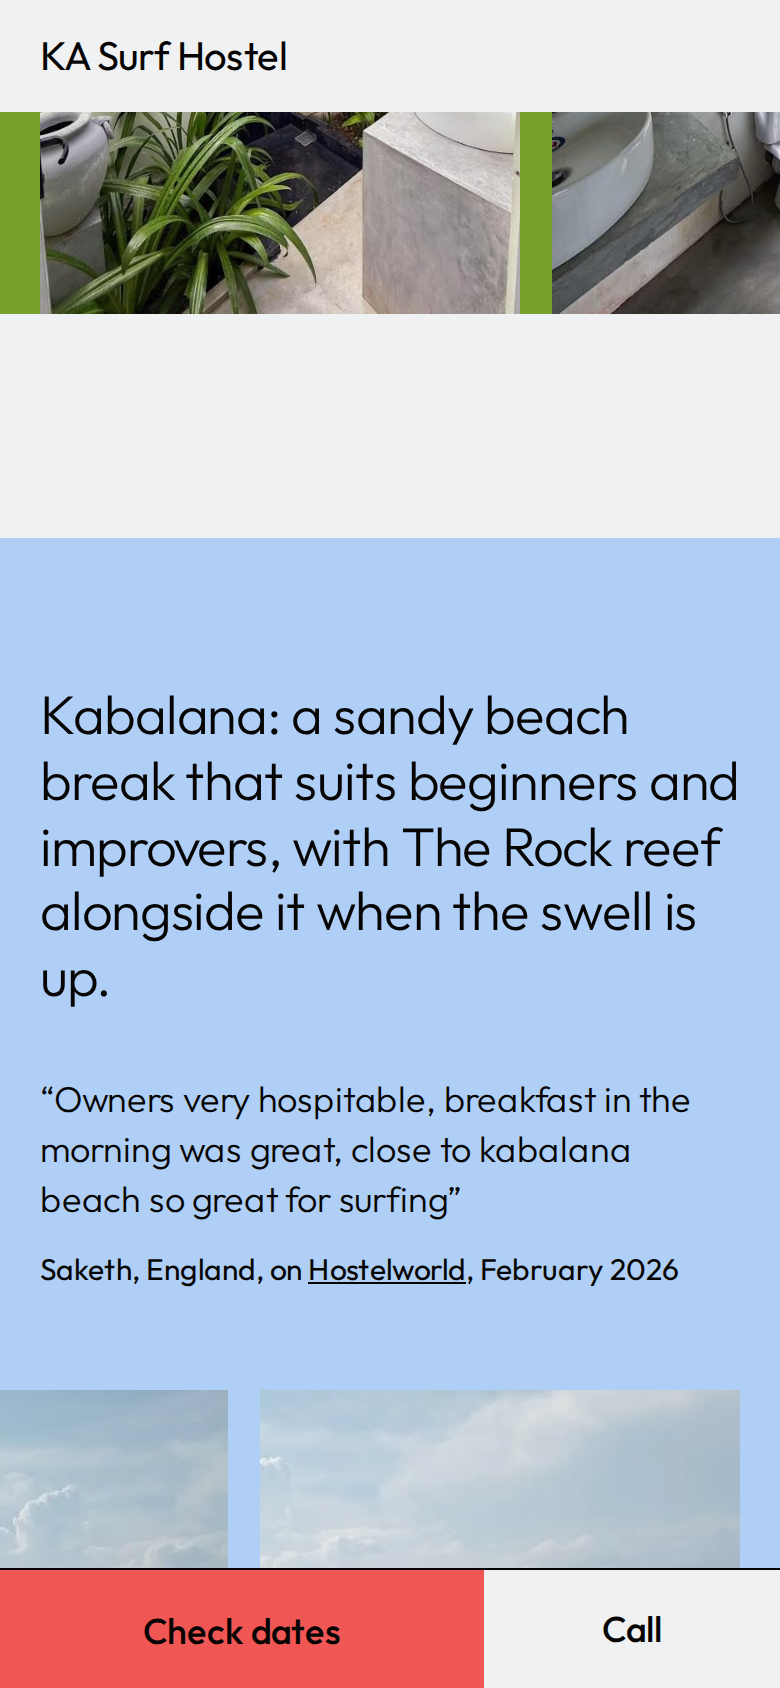 KA Surf Hostel
Kabalana: a sandy beach
break that suits beginners and
improvers, with The Rock reef
alongside it when the swell is
up.
“Owners very hospitable, breakfast in the
morning was great, close to kabalana
beach so great for surfing”
Saketh, England, on Hostelworld, February 2026
Check dates
Call